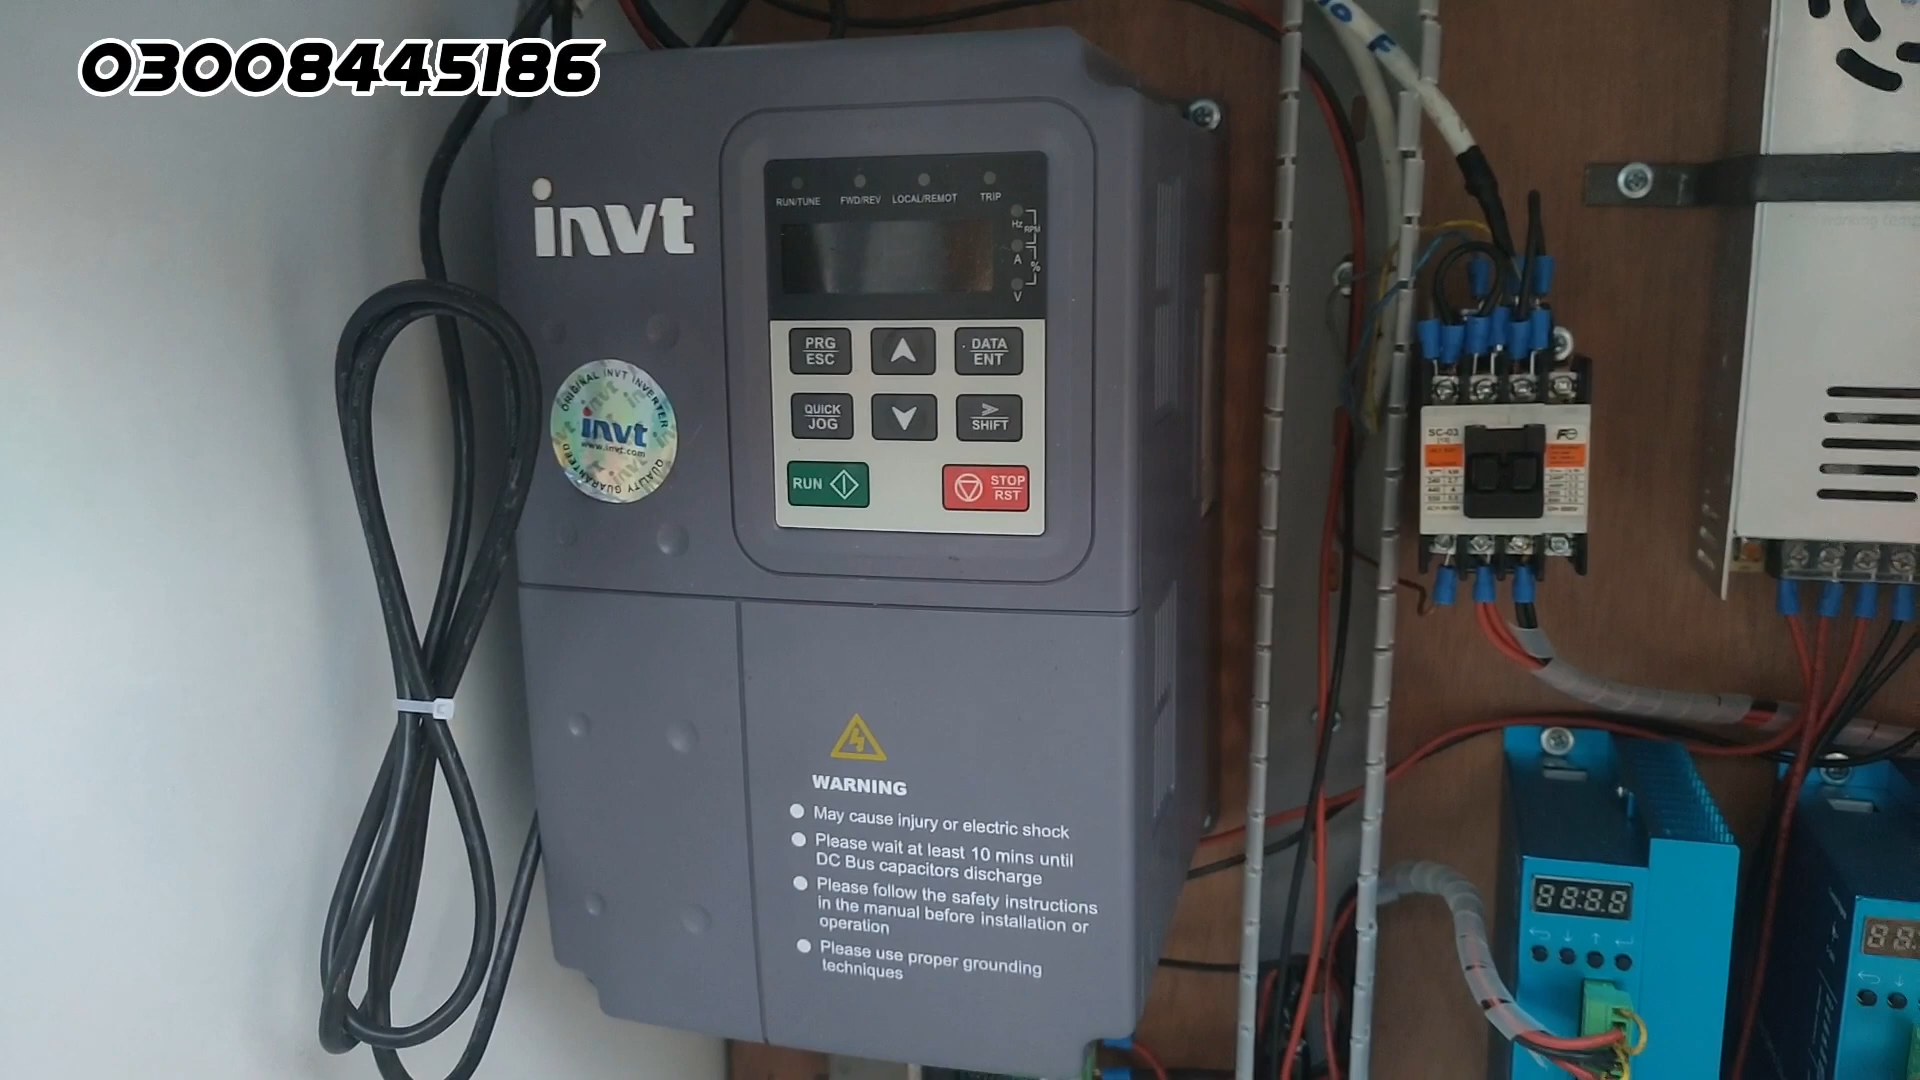 03008445186
10 F
invt
RUN/TUNE FWD/REV LOCAL/REMOT TRIP
Hz
RPM
A
%
V
PRG
ESC
DATA
ENT
QUICK
JOG
>
SHIFT
RUN
STOP
RST
ORIGINAL INVT INVERTER
invt
www.invt.com
QUALITY GUARANTEED
WARNING
May cause injury or electric shock
Please wait at least 10 mins until
DC Bus capacitors discharge
Please follow the safety instructions
in the manual before installation or
operation
Please use proper grounding
techniques
SC-03
Fe
8.8:8.8